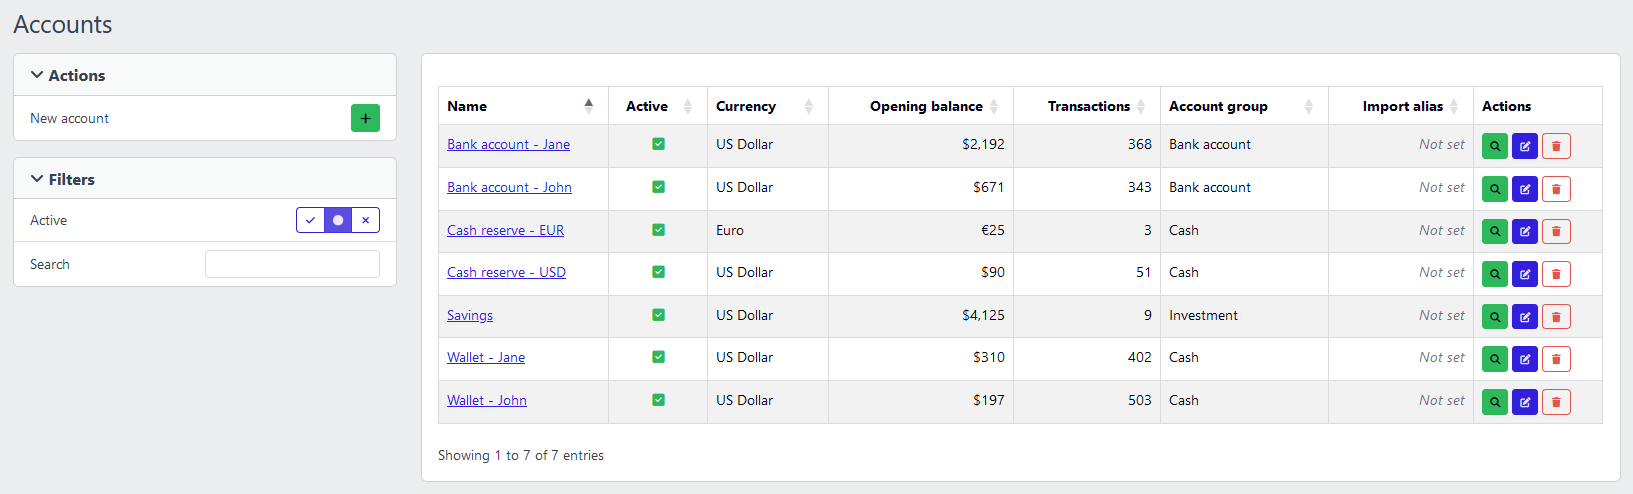 Accounts
Actions
New account
Filters
Active
Search
Name Active Currency Opening balance Transactions Account group Import alias Actions
Bank account - Jane US Dollar $2,192 368 Bank account Not set
Bank account - John US Dollar $671 343 Bank account Not set
Cash reserve - EUR Euro €25 3 Cash Not set
Cash reserve - USD US Dollar $90 51 Cash Not set
Savings US Dollar $4,125 9 Investment Not set
Wallet - Jane US Dollar $310 402 Cash Not set
Wallet - John US Dollar $197 503 Cash Not set
Showing 1 to 7 of 7 entries